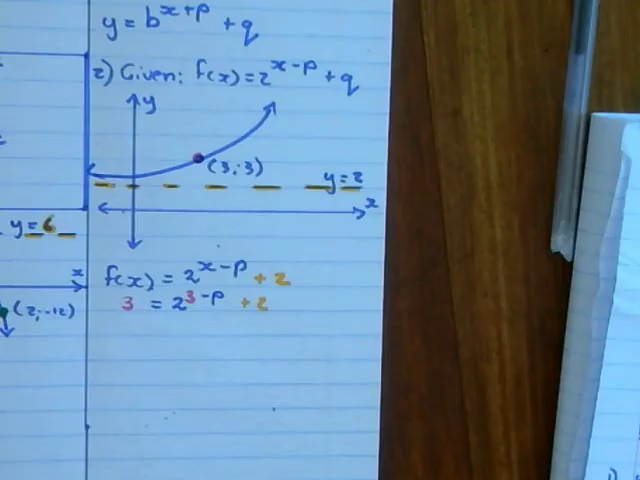 y = b^x+p + q
2) Given: f(x) = 2^x-p + q
y
(3;3)
y=2
x
y=6
x
(2;-12)
f(x) = 2^x-p + 2
3 = 2^3-p + 2